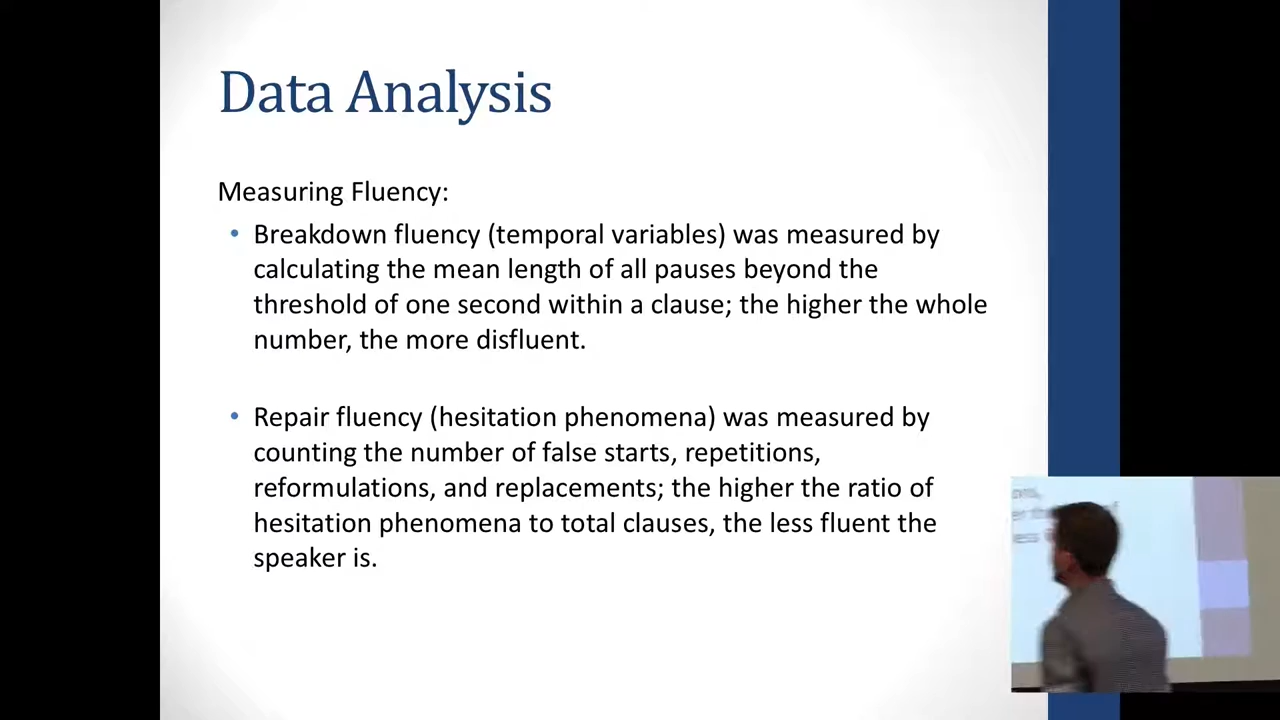 Data Analysis
Measuring Fluency:
• Breakdown fluency (temporal variables) was measured by
calculating the mean length of all pauses beyond the
threshold of one second within a clause; the higher the whole
number, the more disfluent.
• Repair fluency (hesitation phenomena) was measured by
counting the number of false starts, repetitions,
reformulations, and replacements; the higher the ratio of
hesitation phenomena to total clauses, the less fluent the
speaker is.